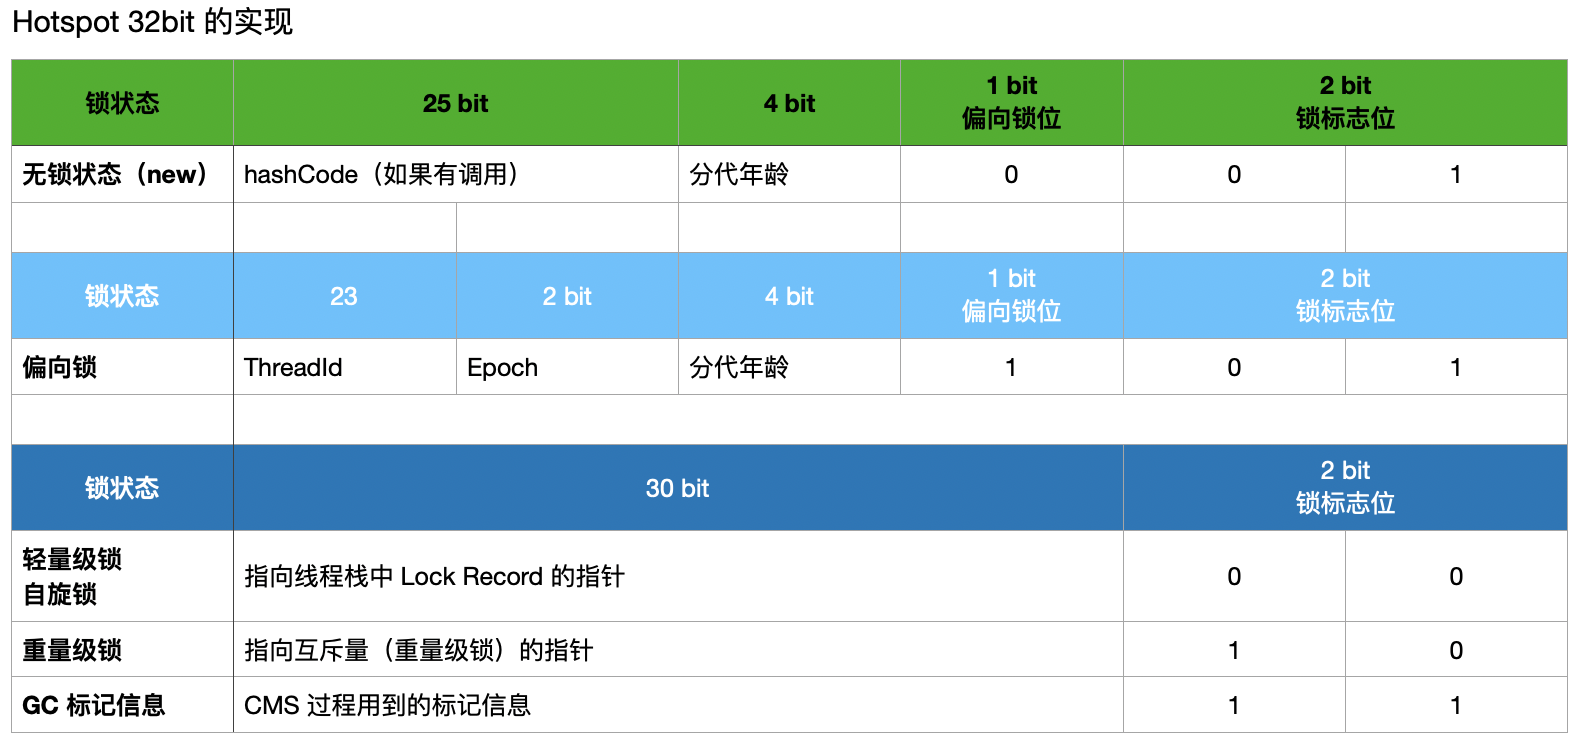 Hotspot 32bit 的实现
锁状态 25 bit 4 bit 1 bit 偏向锁位 2 bit 锁标志位
无锁状态（new） hashCode（如果有调用） 分代年龄 0 0 1
锁状态 23 2 bit 4 bit 1 bit 偏向锁位 2 bit 锁标志位
偏向锁 ThreadId Epoch 分代年龄 1 0 1
锁状态 30 bit 2 bit 锁标志位
轻量级锁 自旋锁 指向线程栈中 Lock Record 的指针 0 0
重量级锁 指向互斥量（重量级锁）的指针 1 0
GC 标记信息 CMS 过程用到的标记信息 1 1